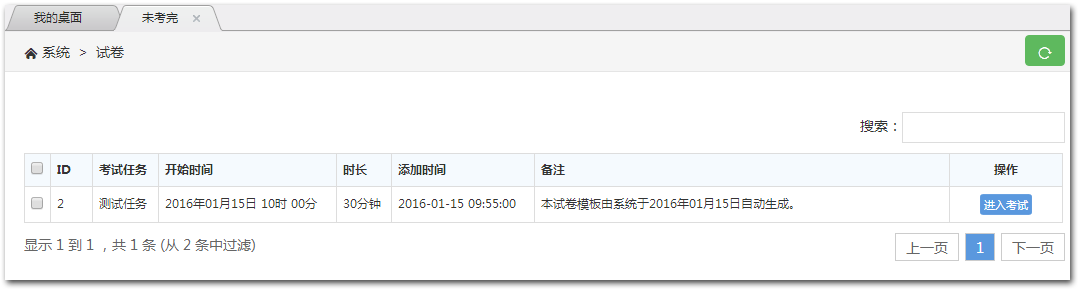 我的桌面 未考完 ×
系统 > 试卷
搜索：
ID 考试任务 开始时间 时长 添加时间 备注 操作
2 测试任务 2016年01月15日 10时 00分 30分钟 2016-01-15 09:55:00 本试卷模板由系统于2016年01月15日自动生成。 进入考试
显示 1 到 1 ，共 1 条 (从 2 条中过滤) 上一页 1 下一页